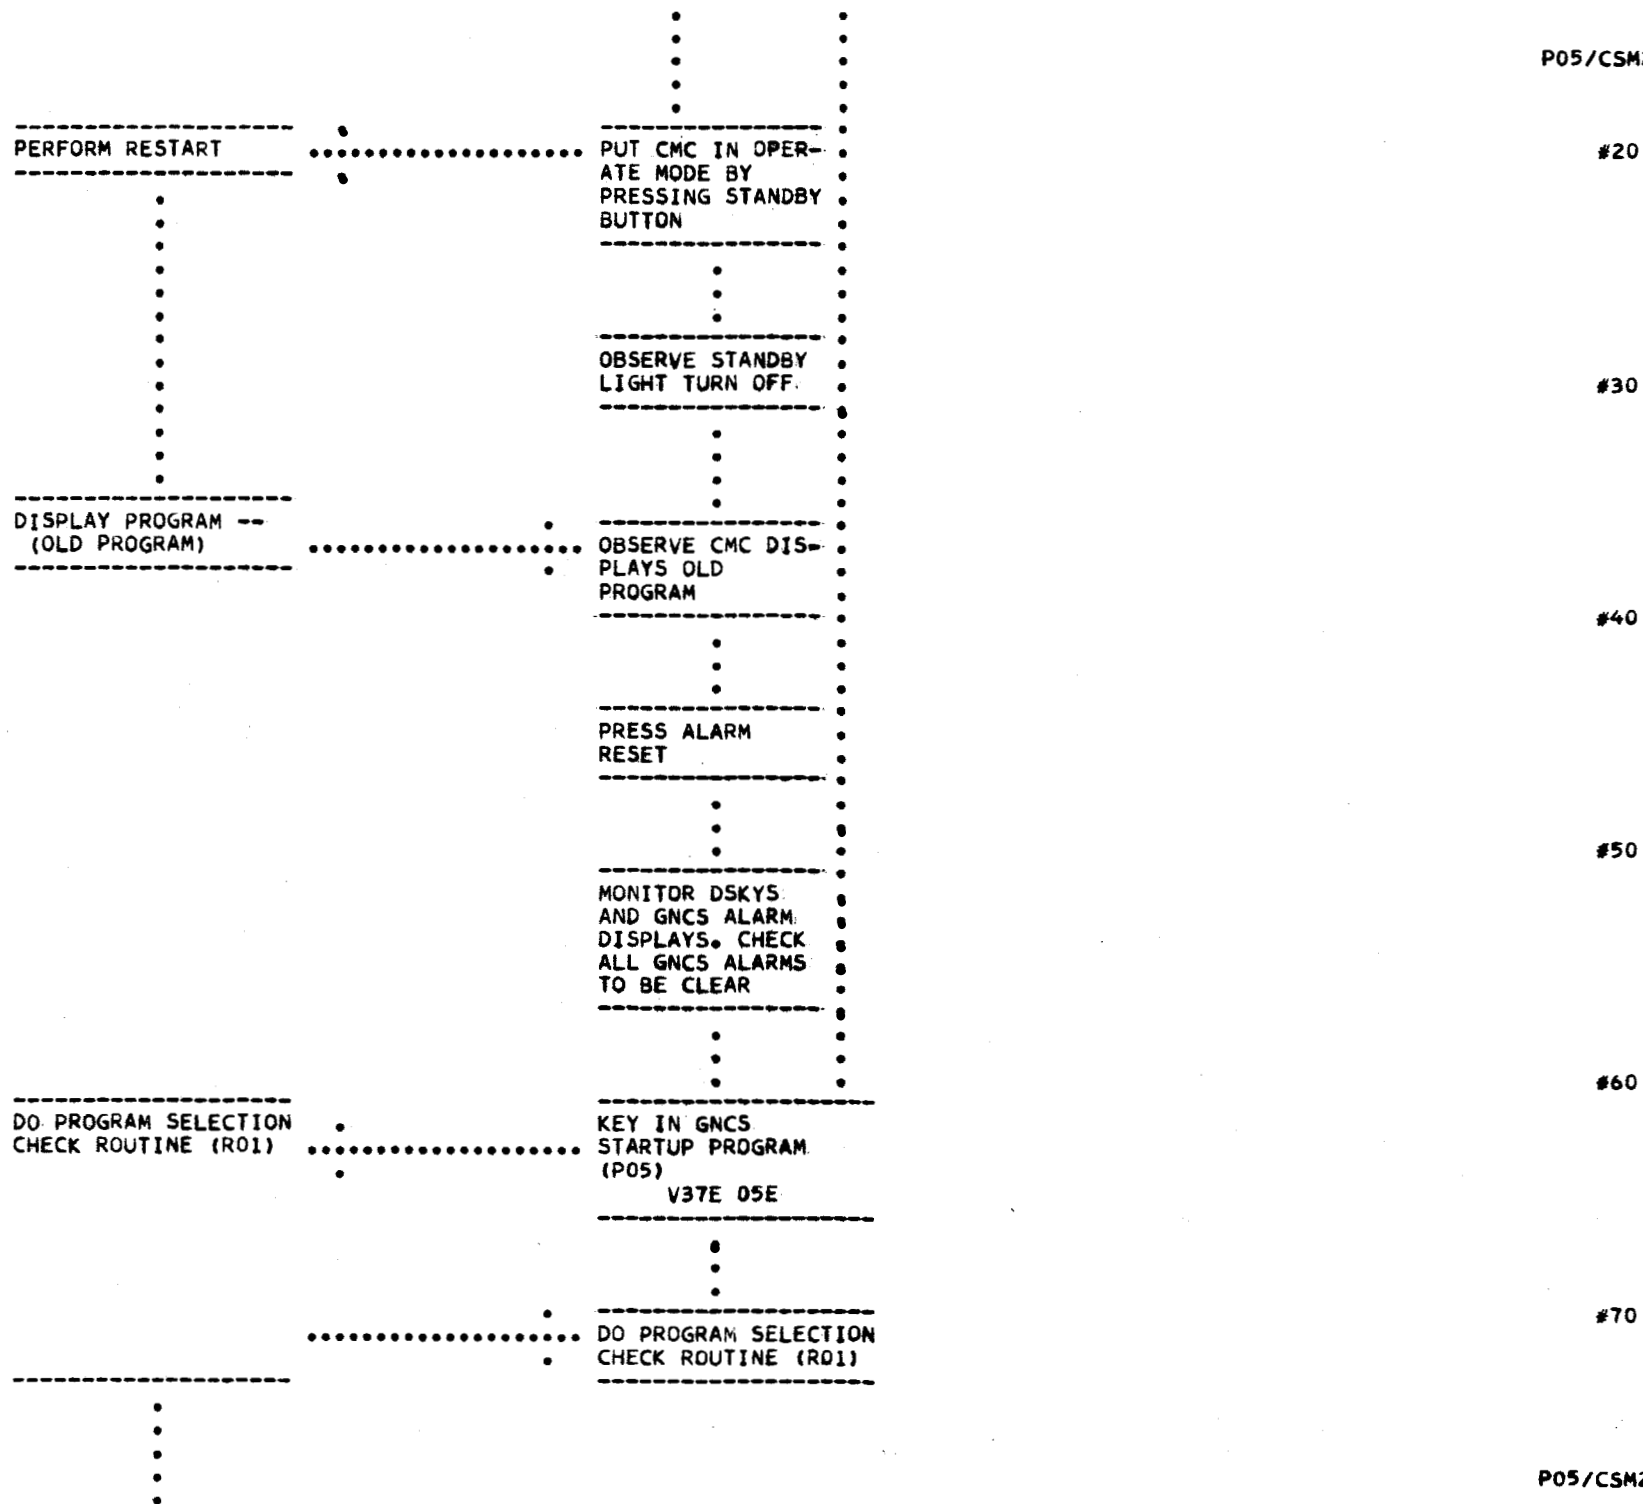 P05/CSM
PERFORM RESTART
PUT CMC IN OPER-
ATE MODE BY
PRESSING STANDBY
BUTTON
#20
OBSERVE STANDBY
LIGHT TURN OFF
#30
DISPLAY PROGRAM --
(OLD PROGRAM)
OBSERVE CMC DIS-
PLAYS OLD
PROGRAM
#40
PRESS ALARM
RESET
#50
MONITOR DSKYS
AND GNCS ALARM
DISPLAYS. CHECK
ALL GNCS ALARMS
TO BE CLEAR
#60
DO PROGRAM SELECTION
CHECK ROUTINE (R01)
KEY IN GNCS
STARTUP PROGRAM
(P05)
V37E 05E
#70
DO PROGRAM SELECTION
CHECK ROUTINE (R01)
P05/CSM